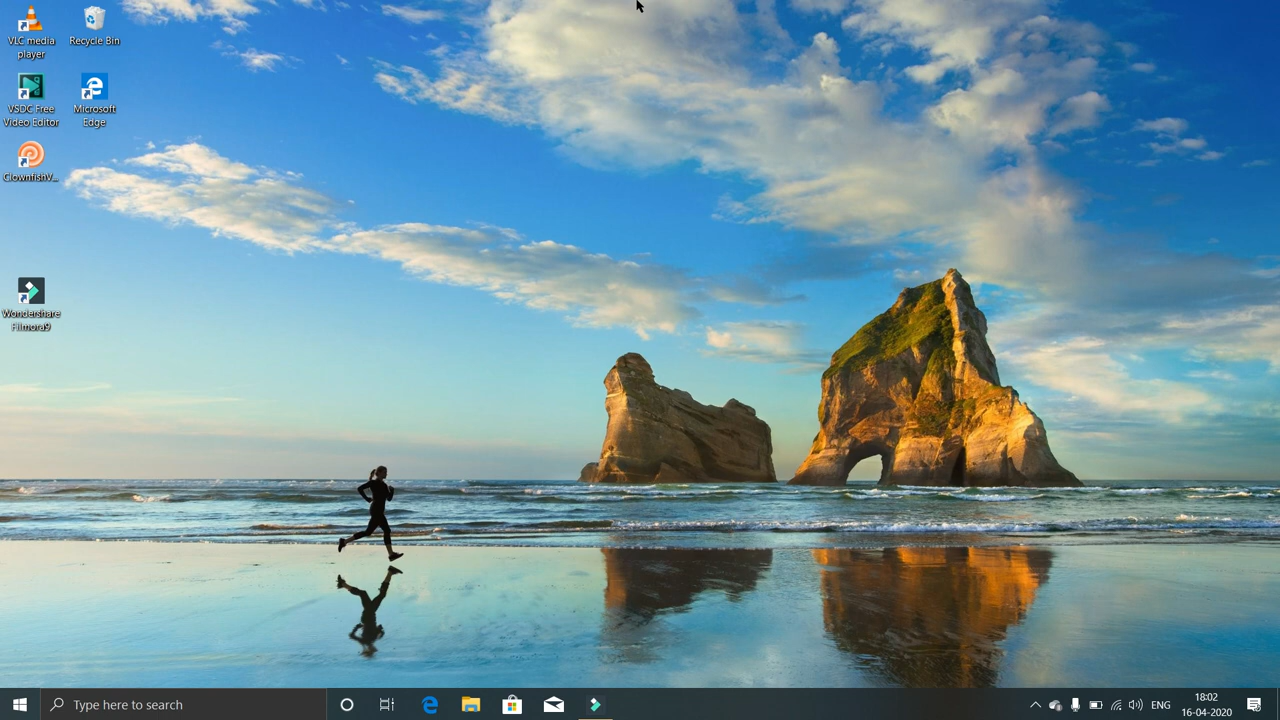 VLC media
player
Recycle Bin
VSDC Free
Video Editor
Microsoft
Edge
ClownfishV...
Wondershare
Filmora9
Type here to search
ENG
18:02
16-04-2020